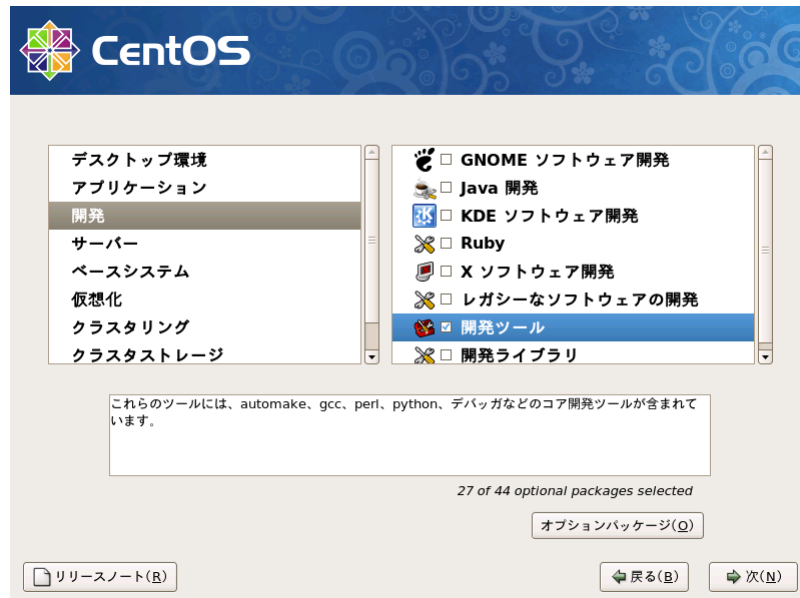 CentOS
デスクトップ環境
アプリケーション
開発
サーバー
ベースシステム
仮想化
クラスタリング
クラスタストレージ
GNOME ソフトウェア開発
Java 開発
KDE ソフトウェア開発
Ruby
X ソフトウェア開発
レガシーなソフトウェアの開発
開発ツール
開発ライブラリ
これらのツールには、automake、gcc、perl、python、デバッガなどのコア開発ツールが含まれて
います。
27 of 44 optional packages selected
オプションパッケージ(O)
リリースノート(R)
戻る(B)
次(N)